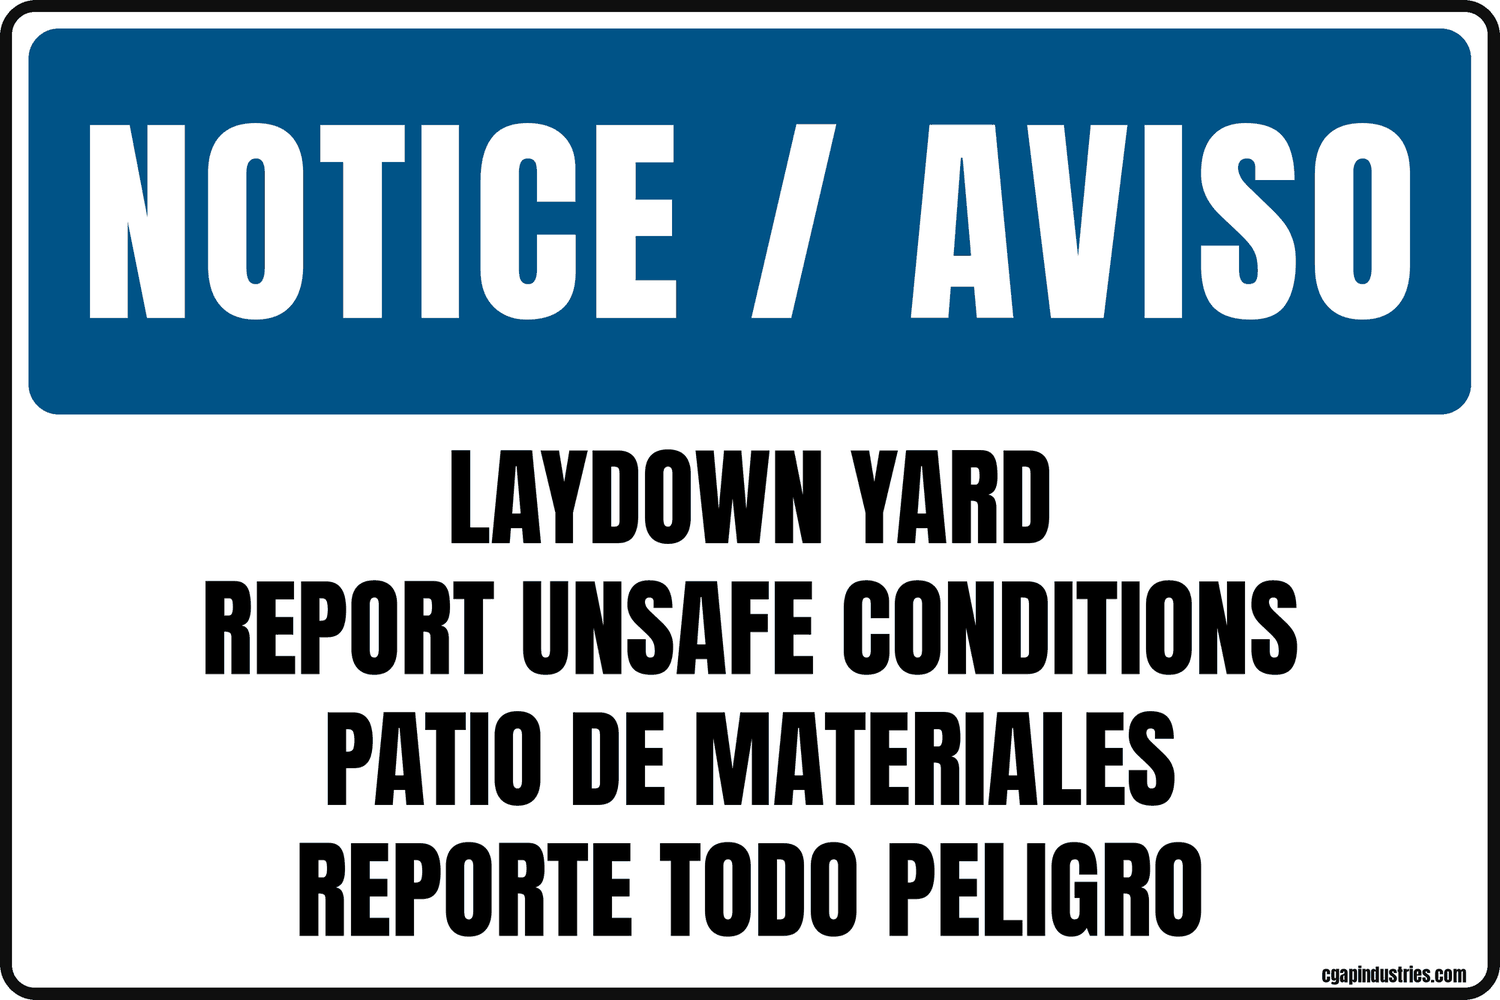 NOTICE / AVISO
LAYDOWN YARD
REPORT UNSAFE CONDITIONS
PATIO DE MATERIALES
REPORTE TODO PELIGRO
cgapindustries.com